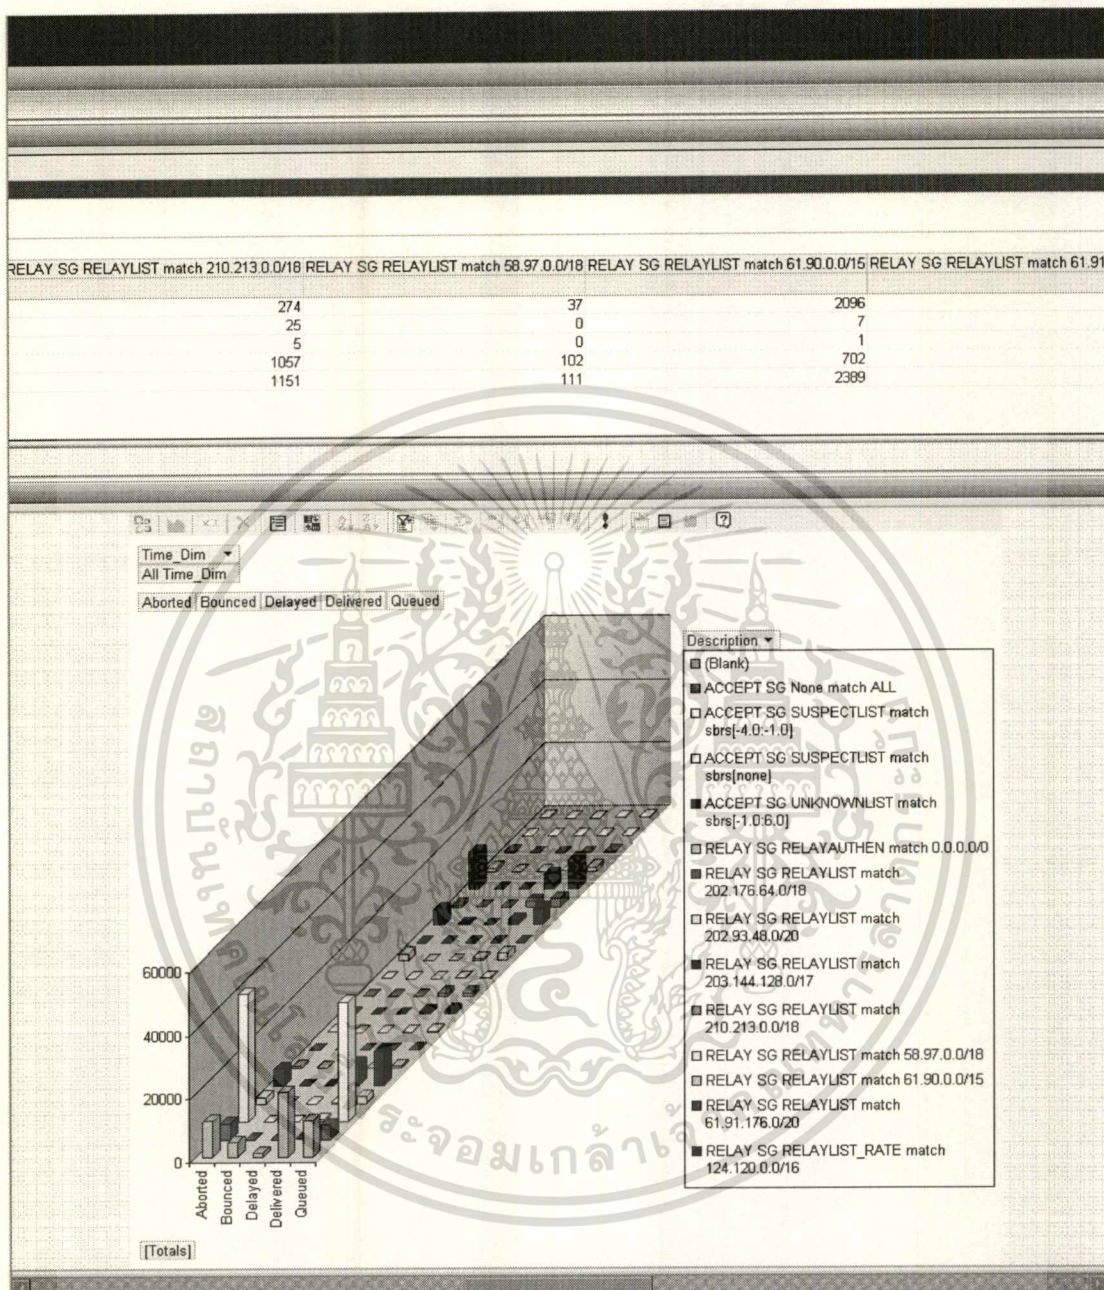 RELAY SG RELAYLIST match 210.213.0.0/18 RELAY SG RELAYLIST match 58.97.0.0/18 RELAY SG RELAYLIST match 61.90.0.0/15 RELAY SG RELAYLIST match 61.91
274 37 2096
25 0 7
5 0 1
1057 102 702
1151 111 2389
Time_Dim
All Time_Dim
Aborted Bounced Delayed Delivered Queued
Description
(Blank)
ACCEPT SG None match ALL
ACCEPT SG SUSPECTLIST match
sbrs[-4.0:-1.0]
ACCEPT SG SUSPECTLIST match
sbrs[none]
ACCEPT SG UNKNOWNLIST match
sbrs[-1.0:6.0]
RELAY SG RELAYAUTHEN match 0.0.0.0/0
RELAY SG RELAYLIST match
202.176.64.0/18
RELAY SG RELAYLIST match
202.93.48.0/20
RELAY SG RELAYLIST match
203.144.128.0/17
RELAY SG RELAYLIST match
210.213.0.0/18
RELAY SG RELAYLIST match 58.97.0.0/18
RELAY SG RELAYLIST match 61.90.0.0/15
RELAY SG RELAYLIST match
61.91.176.0/20
RELAY SG RELAYLIST_RATE match
124.120.0.0/16
60000
40000
20000
0
Aborted
Bounced
Delayed
Delivered
Queued
[Totals]